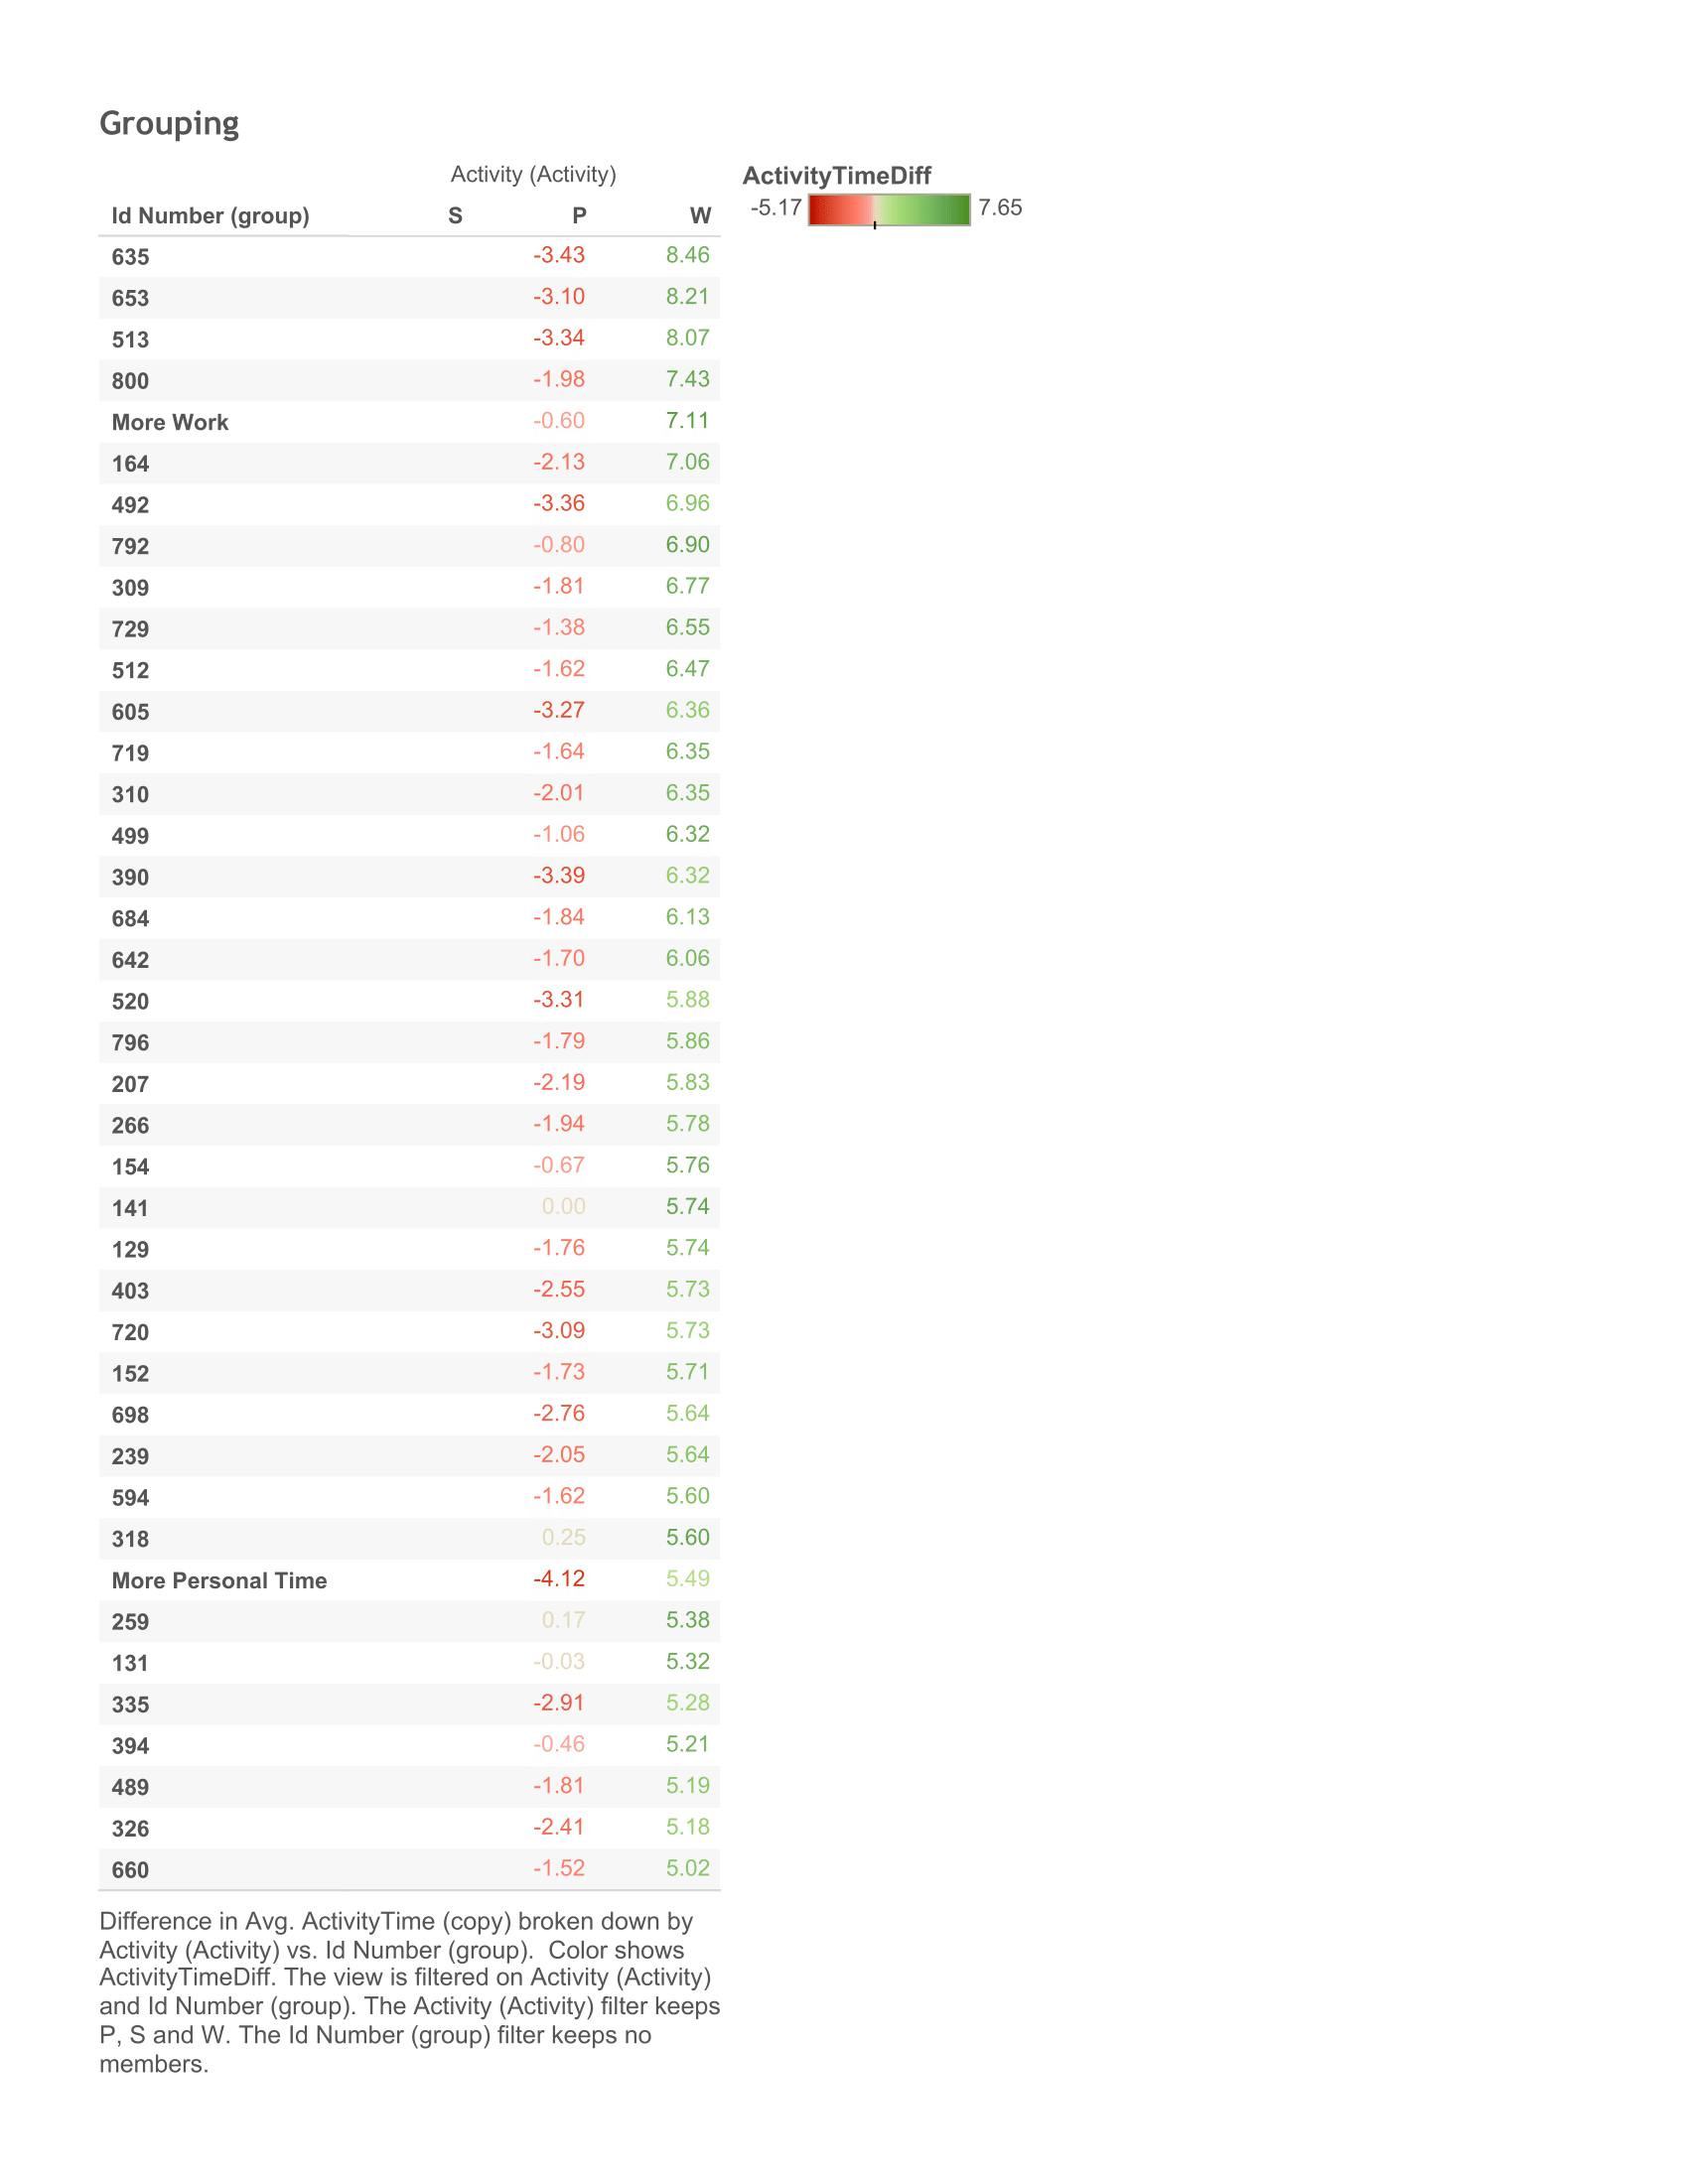 Grouping
Activity (Activity)
ActivityTimeDiff
-5.17 7.65
Id Number (group) S P W
635 -3.43 8.46
653 -3.10 8.21
513 -3.34 8.07
800 -1.98 7.43
More Work -0.60 7.11
164 -2.13 7.06
492 -3.36 6.96
792 -0.80 6.90
309 -1.81 6.77
729 -1.38 6.55
512 -1.62 6.47
605 -3.27 6.36
719 -1.64 6.35
310 -2.01 6.35
499 -1.06 6.32
390 -3.39 6.32
684 -1.84 6.13
642 -1.70 6.06
520 -3.31 5.88
796 -1.79 5.86
207 -2.19 5.83
266 -1.94 5.78
154 -0.67 5.76
141 0.00 5.74
129 -1.76 5.74
403 -2.55 5.73
720 -3.09 5.73
152 -1.73 5.71
698 -2.76 5.64
239 -2.05 5.64
594 -1.62 5.60
318 0.25 5.60
More Personal Time -4.12 5.49
259 0.17 5.38
131 -0.03 5.32
335 -2.91 5.28
394 -0.46 5.21
489 -1.81 5.19
326 -2.41 5.18
660 -1.52 5.02
Difference in Avg. ActivityTime (copy) broken down by
Activity (Activity) vs. Id Number (group).  Color shows
ActivityTimeDiff. The view is filtered on Activity (Activity)
and Id Number (group). The Activity (Activity) filter keeps
P, S and W. The Id Number (group) filter keeps no
members.